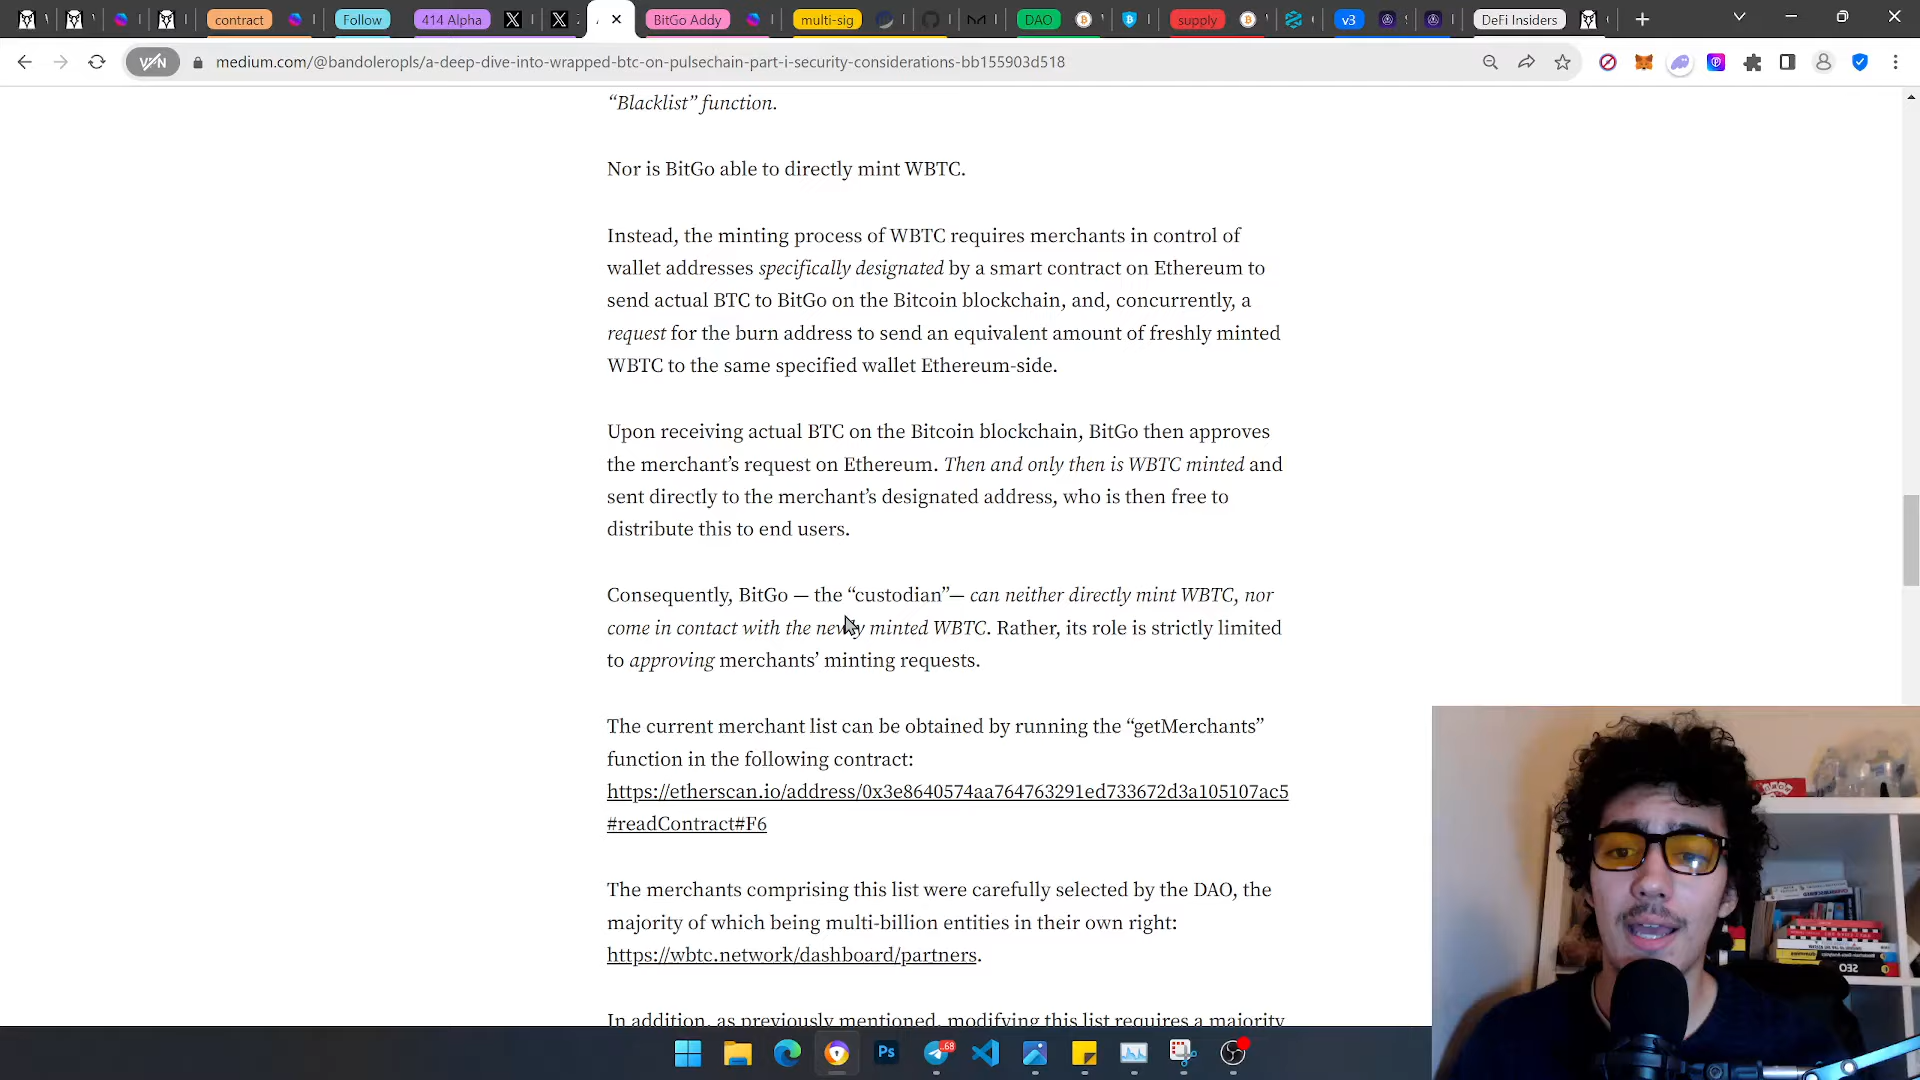 contract
Follow
414 Alpha
BitGo Addy
multi-sig
DAO
supply
v3
DeFi Insiders
VPN
medium.com/@bandoleropls/a-deep-dive-into-wrapped-btc-on-pulsechain-part-i-security-considerations-bb155903d518
“Blacklist” function.
Nor is BitGo able to directly mint WBTC.
Instead, the minting process of WBTC requires merchants in control of
wallet addresses specifically designated by a smart contract on Ethereum to
send actual BTC to BitGo on the Bitcoin blockchain, and, concurrently, a
request for the burn address to send an equivalent amount of freshly minted
WBTC to the same specified wallet Ethereum-side.
Upon receiving actual BTC on the Bitcoin blockchain, BitGo then approves
the merchant’s request on Ethereum. Then and only then is WBTC minted and
sent directly to the merchant’s designated address, who is then free to
distribute this to end users.
Consequently, BitGo — the “custodian”— can neither directly mint WBTC, nor
come in contact with the newly minted WBTC. Rather, its role is strictly limited
to approving merchants’ minting requests.
The current merchant list can be obtained by running the “getMerchants”
function in the following contract:
https://etherscan.io/address/0x3e8640574aa764763291ed733672d3a105107ac5
#readContract#F6
The merchants comprising this list were carefully selected by the DAO, the
majority of which being multi-billion entities in their own right:
https://wbtc.network/dashboard/partners.
In addition, as previously mentioned, modifying this list requires a majority
SEO
Ps
68